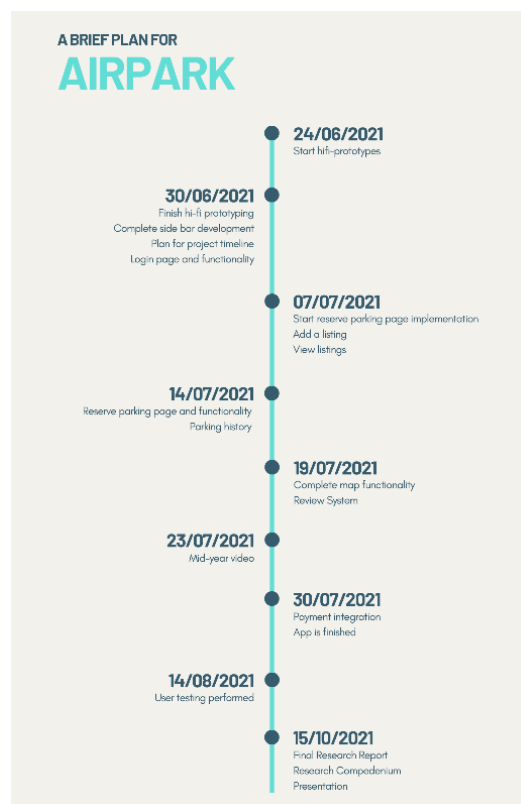 A BRIEF PLAN FOR
AIRPARK
24/06/2021
Start hifi-prototypes
30/06/2021
Finish hi-fi prototyping
Complete side bar development
Plan for project timeline
Login page and functionality
07/07/2021
Start reserve parking page implementation
Add a listing
View listings
14/07/2021
Reserve parking page and functionality
Parking history
19/07/2021
Complete map functionality
Review System
23/07/2021
Mid-year video
30/07/2021
Payment integration
App is finished
14/08/2021
User testing performed
15/10/2021
Final Research Report
Research Compedenium
Presentation